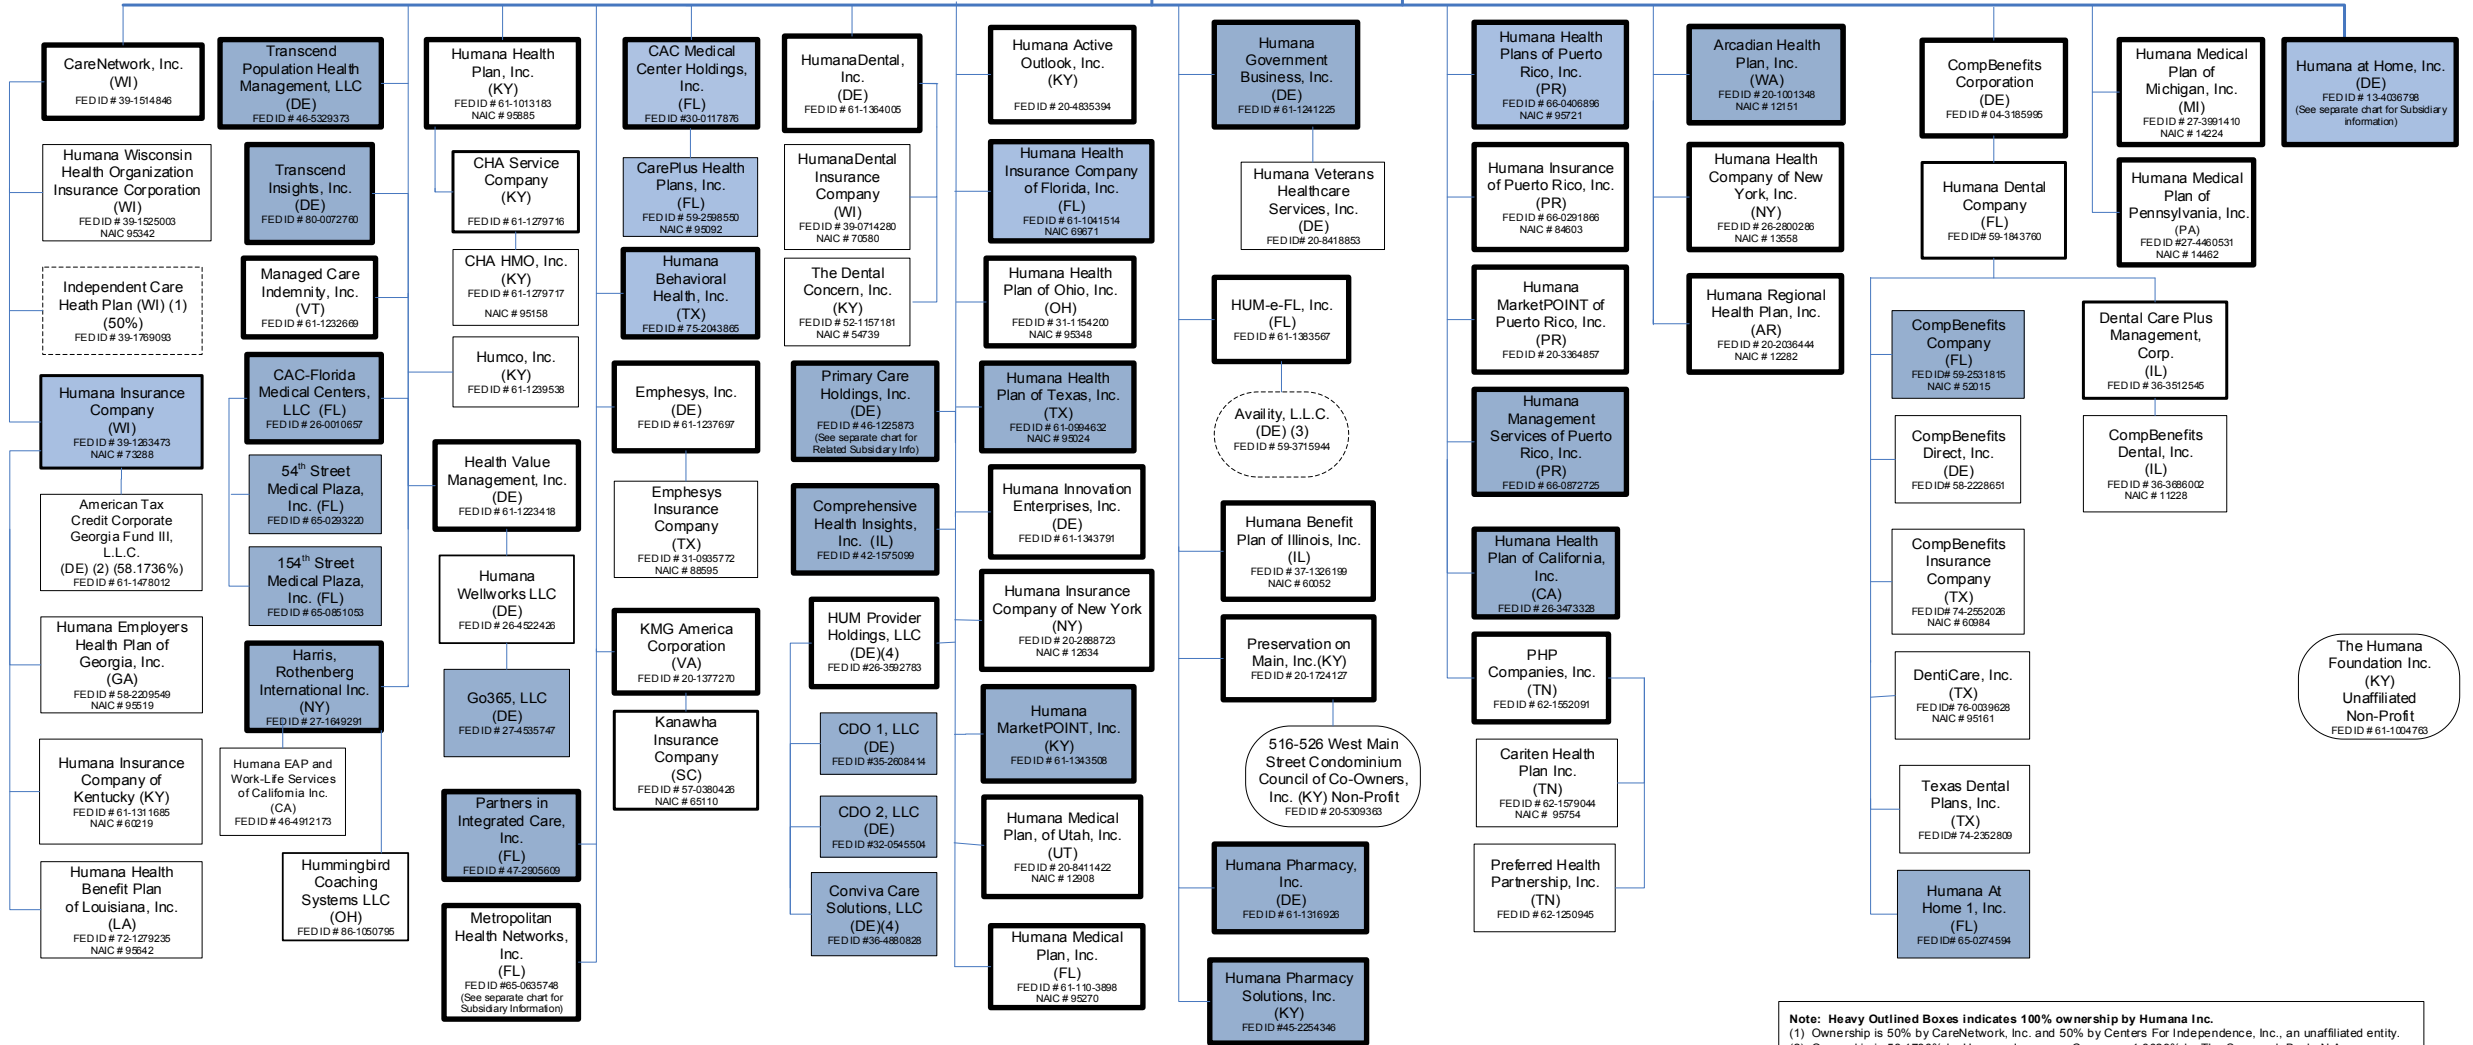 CareNetwork, Inc.
(WI)
FED ID # 39-1514846
Humana Wisconsin
Health Organization
Insurance Corporation
(WI)
FED ID # 39-1525003
NAIC 95342
Independent Care
Heath Plan (WI) (1)
(50%)
FED ID # 39-1769093
Humana Insurance
Company
(WI)
FED ID # 39-1263473
NAIC # 73288
American Tax
Credit Corporate
Georgia Fund III,
L.L.C.
(DE) (2) (58.1736%)
FED ID # 61-1478012
Humana Employers
Health Plan of
Georgia, Inc.
(GA)
FED ID # 58-2209549
NAIC # 95519
Humana Insurance
Company of
Kentucky (KY)
FED ID # 61-1311685
NAIC # 60219
Humana Health
Benefit Plan
of Louisiana, Inc.
(LA)
FED ID # 72-1279235
NAIC # 95642
Transcend
Population Health
Management, LLC
(DE)
FED ID # 46-5329373
Transcend
Insights, Inc.
(DE)
FED ID # 80-0072760
Managed Care
Indemnity, Inc.
(VT)
FED ID # 61-1232669
CAC-Florida
Medical Centers,
LLC (FL)
FED ID # 26-0010657
54th Street
Medical Plaza,
Inc. (FL)
FED ID # 65-0293220
154th Street
Medical Plaza,
Inc. (FL)
FED ID # 65-0851053
Harris,
Rothenberg
International Inc.
(NY)
FED ID # 27-1649291
Humana EAP and
Work-Life Services
of California Inc.
(CA)
FED ID # 46-4912173
Hummingbird
Coaching
Systems LLC
(OH)
FED ID # 86-1050795
Humana Health
Plan, Inc.
(KY)
FED ID # 61-1013183
NAIC # 95885
CHA Service
Company
(KY)
FED ID # 61-1279716
CHA HMO, Inc.
(KY)
FED ID # 61-1279717
NAIC # 95158
Humco, Inc.
(KY)
FED ID # 61-1239538
Health Value
Management, Inc.
(DE)
FED ID # 61-1223418
Humana
Wellworks LLC
(DE)
FED ID # 26-4522426
Go365, LLC
(DE)
FED ID # 27-4535747
Partners in
Integrated Care,
Inc.
(FL)
FED ID # 47-2905609
Metropolitan
Health Networks,
Inc.
(FL)
FED ID #65-0635748
(See separate chart for
Subsidiary Information)
CAC Medical
Center Holdings,
Inc.
(FL)
FED ID #30-0117876
CarePlus Health
Plans, Inc.
(FL)
FED ID # 59-2598550
NAIC # 95092
Humana
Behavioral
Health, Inc.
(TX)
FED ID # 75-2043865
Emphesys, Inc.
(DE)
FED ID # 61-1237697
Emphesys
Insurance
Company
(TX)
FED ID # 31-0935772
NAIC # 88595
KMG America
Corporation
(VA)
FED ID # 20-1377270
Kanawha
Insurance
Company
(SC)
FED ID # 57-0380426
NAIC # 65110
HumanaDental,
Inc.
(DE)
FED ID # 61-1364005
HumanaDental
Insurance
Company
(WI)
FED ID # 39-0714280
NAIC # 70580
The Dental
Concern, Inc.
(KY)
FED ID # 52-1157181
NAIC # 54739
Primary Care
Holdings, Inc.
(DE)
FED ID # 46-1225873
(See separate chart for
Related Subsidiary Info)
Comprehensive
Health Insights,
Inc. (IL)
FED ID # 42-1575099
HUM Provider
Holdings, LLC
(DE)(4)
FED ID #26-3592783
CDO 1, LLC
(DE)
FED ID #35-2608414
CDO 2, LLC
(DE)
FED ID #32-0545504
Conviva Care
Solutions, LLC
(DE)(4)
FED ID #36-4880828
Humana Active
Outlook, Inc.
(KY)
FED ID # 20-4835394
Humana Health
Insurance Company
of Florida, Inc.
(FL)
FED ID # 61-1041514
NAIC 69671
Humana Health
Plan of Ohio, Inc.
(OH)
FED ID # 31-1154200
NAIC # 95348
Humana Health
Plan of Texas, Inc.
(TX)
FED ID # 61-0994632
NAIC # 95024
Humana Innovation
Enterprises, Inc.
(DE)
FED ID # 61-1343791
Humana Insurance
Company of New York
(NY)
FED ID # 20-2888723
NAIC # 12634
Humana
MarketPOINT, Inc.
(KY)
FED ID # 61-1343508
Humana Medical
Plan, of Utah, Inc.
(UT)
FED ID # 20-8411422
NAIC # 12908
Humana Medical
Plan, Inc.
(FL)
FED ID # 61-110-3898
NAIC # 95270
Humana
Government
Business, Inc.
(DE)
FED ID # 61-1241225
Humana Veterans
Healthcare
Services, Inc.
(DE)
FED ID# 20-8418853
HUM-e-FL, Inc.
(FL)
FED ID # 61-1383567
Availity, L.L.C.
(DE) (3)
FED ID # 59-3715944
Humana Benefit
Plan of Illinois, Inc.
(IL)
FED ID # 37-1326199
NAIC # 60052
Preservation on
Main, Inc.(KY)
FED ID # 20-1724127
516-526 West Main
Street Condominium
Council of Co-Owners,
Inc. (KY) Non-Profit
FED ID # 20-5309363
Humana Pharmacy,
Inc.
(DE)
FED ID # 61-1316926
Humana Pharmacy
Solutions, Inc.
(KY)
FED ID #45-2254346
Humana Health
Plans of Puerto
Rico, Inc.
(PR)
FED ID # 66-0406896
NAIC # 95721
Humana Insurance
of Puerto Rico, Inc.
(PR)
FED ID # 66-0291866
NAIC # 84603
Humana
MarketPOINT of
Puerto Rico, Inc.
(PR)
FED ID # 20-3364857
Humana
Management
Services of Puerto
Rico, Inc.
(PR)
FED ID # 66-0872725
Humana Health
Plan of California,
Inc.
(CA)
FED ID # 26-3473328
PHP
Companies, Inc.
(TN)
FED ID # 62-1552091
Cariten Health
Plan Inc.
(TN)
FED ID # 62-1579044
NAIC # 95754
Preferred Health
Partnership, Inc.
(TN)
FED ID # 62-1250945
Arcadian Health
Plan, Inc.
(WA)
FED ID # 20-1001348
NAIC # 12151
Humana Health
Company of New
York, Inc.
(NY)
FED ID # 26-2800286
NAIC # 13558
Humana Regional
Health Plan, Inc.
(AR)
FED ID # 20-2036444
NAIC # 12282
CompBenefits
Corporation
(DE)
FED ID # 04-3185995
Humana Dental
Company
(FL)
FED ID# 59-1843760
CompBenefits
Company
(FL)
FED ID# 59-2531815
NAIC # 52015
CompBenefits
Direct, Inc.
(DE)
FED ID# 58-2228651
CompBenefits
Insurance
Company
(TX)
FED ID# 74-2552026
NAIC # 60984
DentiCare, Inc.
(TX)
FED ID# 76-0039628
NAIC # 95161
Texas Dental
Plans, Inc.
(TX)
FED ID# 74-2352809
Humana At
Home 1, Inc.
(FL)
FED ID# 65-0274594
Humana Medical
Plan of
Michigan, Inc.
(MI)
FED ID # 27-3991410
NAIC # 14224
Humana Medical
Plan of
Pennsylvania, Inc.
(PA)
FED ID #27-4460531
NAIC # 14462
Dental Care Plus
Management,
Corp.
(IL)
FED ID # 36-3512545
CompBenefits
Dental, Inc.
(IL)
FED ID # 36-3686002
NAIC # 11228
Humana at Home, Inc.
(DE)
FED ID # 13-4036798
(See separate chart for Subsidiary
information)
The Humana
Foundation Inc.
(KY)
Unaffiliated
Non-Profit
FED ID # 61-1004763
Note: Heavy Outlined Boxes indicates 100% ownership by Humana Inc.
(1) Ownership is 50% by CareNetwork, Inc. and 50% by Centers For Independence, Inc., an unaffiliated entity.